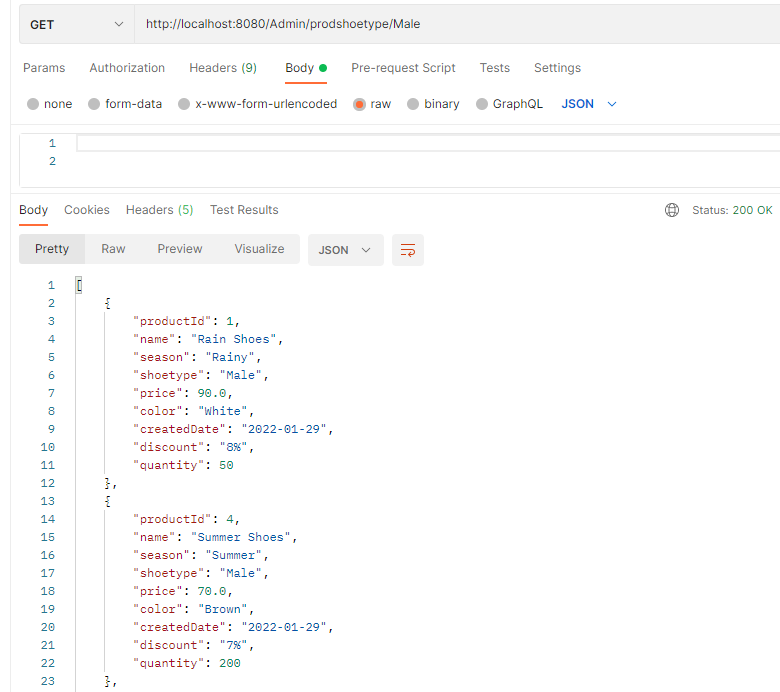 GET http://localhost:8080/Admin/prodshoetype/Male
Params Authorization Headers (9) Body Pre-request Script Tests Settings
none form-data x-www-form-urlencoded raw binary GraphQL JSON
1
2
Body Cookies Headers (5) Test Results Status: 200 OK
Pretty Raw Preview Visualize JSON
1 [
2 {
3 "productId": 1,
4 "name": "Rain Shoes",
5 "season": "Rainy",
6 "shoetype": "Male",
7 "price": 90.0,
8 "color": "White",
9 "createdDate": "2022-01-29",
10 "discount": "8%",
11 "quantity": 50
12 },
13 {
14 "productId": 4,
15 "name": "Summer Shoes",
16 "season": "Summer",
17 "shoetype": "Male",
18 "price": 70.0,
19 "color": "Brown",
20 "createdDate": "2022-01-29",
21 "discount": "7%",
22 "quantity": 200
23 },